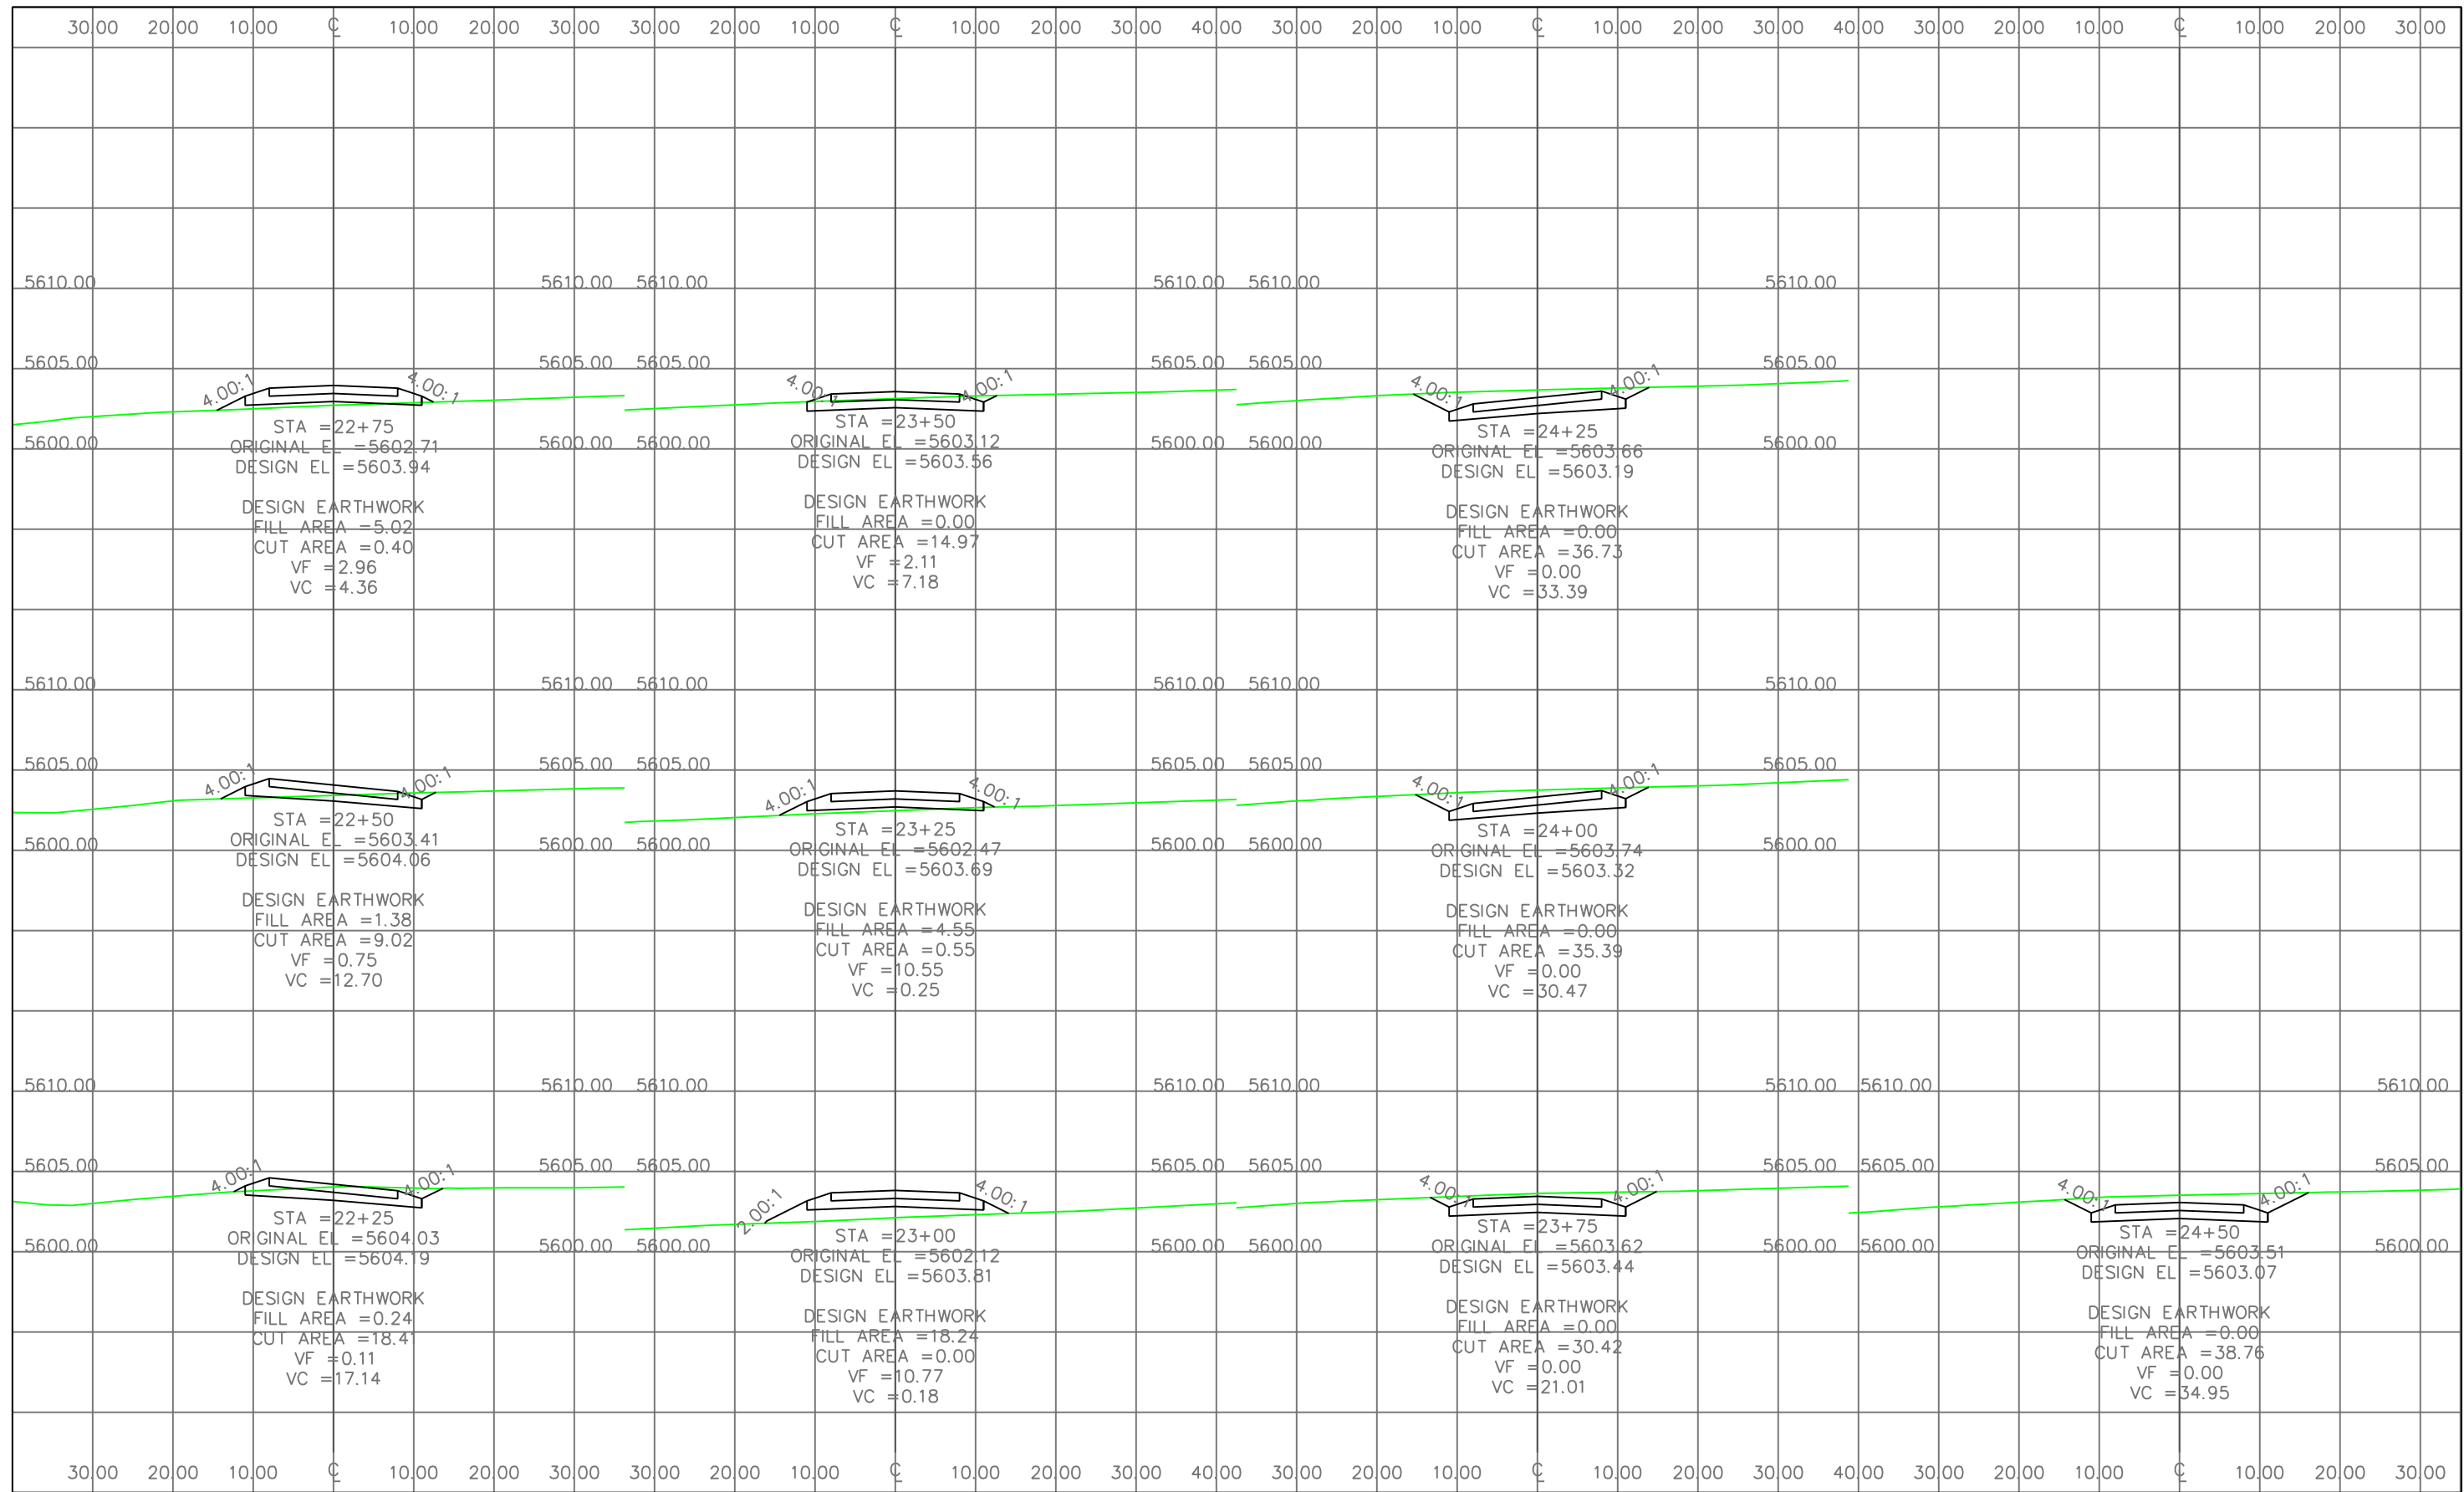 30.00 20.00 10.00 ℄ 10.00 20.00 30.00 30.00 20.00 10.00 ℄ 10.00 20.00 30.00 40.00 30.00 20.00 10.00 ℄ 10.00 20.00 30.00 40.00 30.00 20.00 10.00 ℄ 10.00 20.00 30.00
5610.00 5610.00 5610.00 5610.00 5610.00 5610.00
5605.00 5605.00 5605.00 5605.00 5605.00 5605.00
5600.00 5600.00 5600.00 5600.00 5600.00 5600.00
4.00:1 4.00:1
STA =22+75
ORIGINAL EL =5602.71
DESIGN EL =5603.94
DESIGN EARTHWORK
FILL AREA =5.02
CUT AREA =0.40
VF =2.96
VC =4.36
4.00:1 4.00:1
STA =23+50
ORIGINAL EL =5603.12
DESIGN EL =5603.56
DESIGN EARTHWORK
FILL AREA =0.00
CUT AREA =14.97
VF =2.11
VC =7.18
4.00:1 4.00:1
STA =24+25
ORIGINAL EL =5603.66
DESIGN EL =5603.19
DESIGN EARTHWORK
FILL AREA =0.00
CUT AREA =36.73
VF =0.00
VC =33.39
5610.00 5610.00 5610.00 5610.00 5610.00 5610.00
5605.00 5605.00 5605.00 5605.00 5605.00 5605.00
5600.00 5600.00 5600.00 5600.00 5600.00 5600.00
4.00:1 4.00:1
STA =22+50
ORIGINAL EL =5603.41
DESIGN EL =5604.06
DESIGN EARTHWORK
FILL AREA =1.38
CUT AREA =9.02
VF =0.75
VC =12.70
4.00:1 4.00:1
STA =23+25
ORIGINAL EL =5602.47
DESIGN EL =5603.69
DESIGN EARTHWORK
FILL AREA =4.55
CUT AREA =0.55
VF =10.55
VC =0.25
4.00:1 4.00:1
STA =24+00
ORIGINAL EL =5603.74
DESIGN EL =5603.32
DESIGN EARTHWORK
FILL AREA =0.00
CUT AREA =35.39
VF =0.00
VC =30.47
5610.00 5610.00 5610.00 5610.00 5610.00 5610.00 5610.00 5610.00
5605.00 5605.00 5605.00 5605.00 5605.00 5605.00 5605.00 5605.00
5600.00 5600.00 5600.00 5600.00 5600.00 5600.00 5600.00 5600.00
4.00:1 4.00:1
STA =22+25
ORIGINAL EL =5604.03
DESIGN EL =5604.19
DESIGN EARTHWORK
FILL AREA =0.24
CUT AREA =18.41
VF =0.11
VC =17.14
2.00:1 4.00:1
STA =23+00
ORIGINAL EL =5602.12
DESIGN EL =5603.81
DESIGN EARTHWORK
FILL AREA =18.24
CUT AREA =0.00
VF =10.77
VC =0.18
4.00:1 4.00:1
STA =23+75
ORIGINAL EL =5603.62
DESIGN EL =5603.44
DESIGN EARTHWORK
FILL AREA =0.00
CUT AREA =30.42
VF =0.00
VC =21.01
4.00:1 4.00:1
STA =24+50
ORIGINAL EL =5603.51
DESIGN EL =5603.07
DESIGN EARTHWORK
FILL AREA =0.00
CUT AREA =38.76
VF =0.00
VC =34.95
30.00 20.00 10.00 ℄ 10.00 20.00 30.00 30.00 20.00 10.00 ℄ 10.00 20.00 30.00 40.00 30.00 20.00 10.00 ℄ 10.00 20.00 30.00 40.00 30.00 20.00 10.00 ℄ 10.00 20.00 30.00